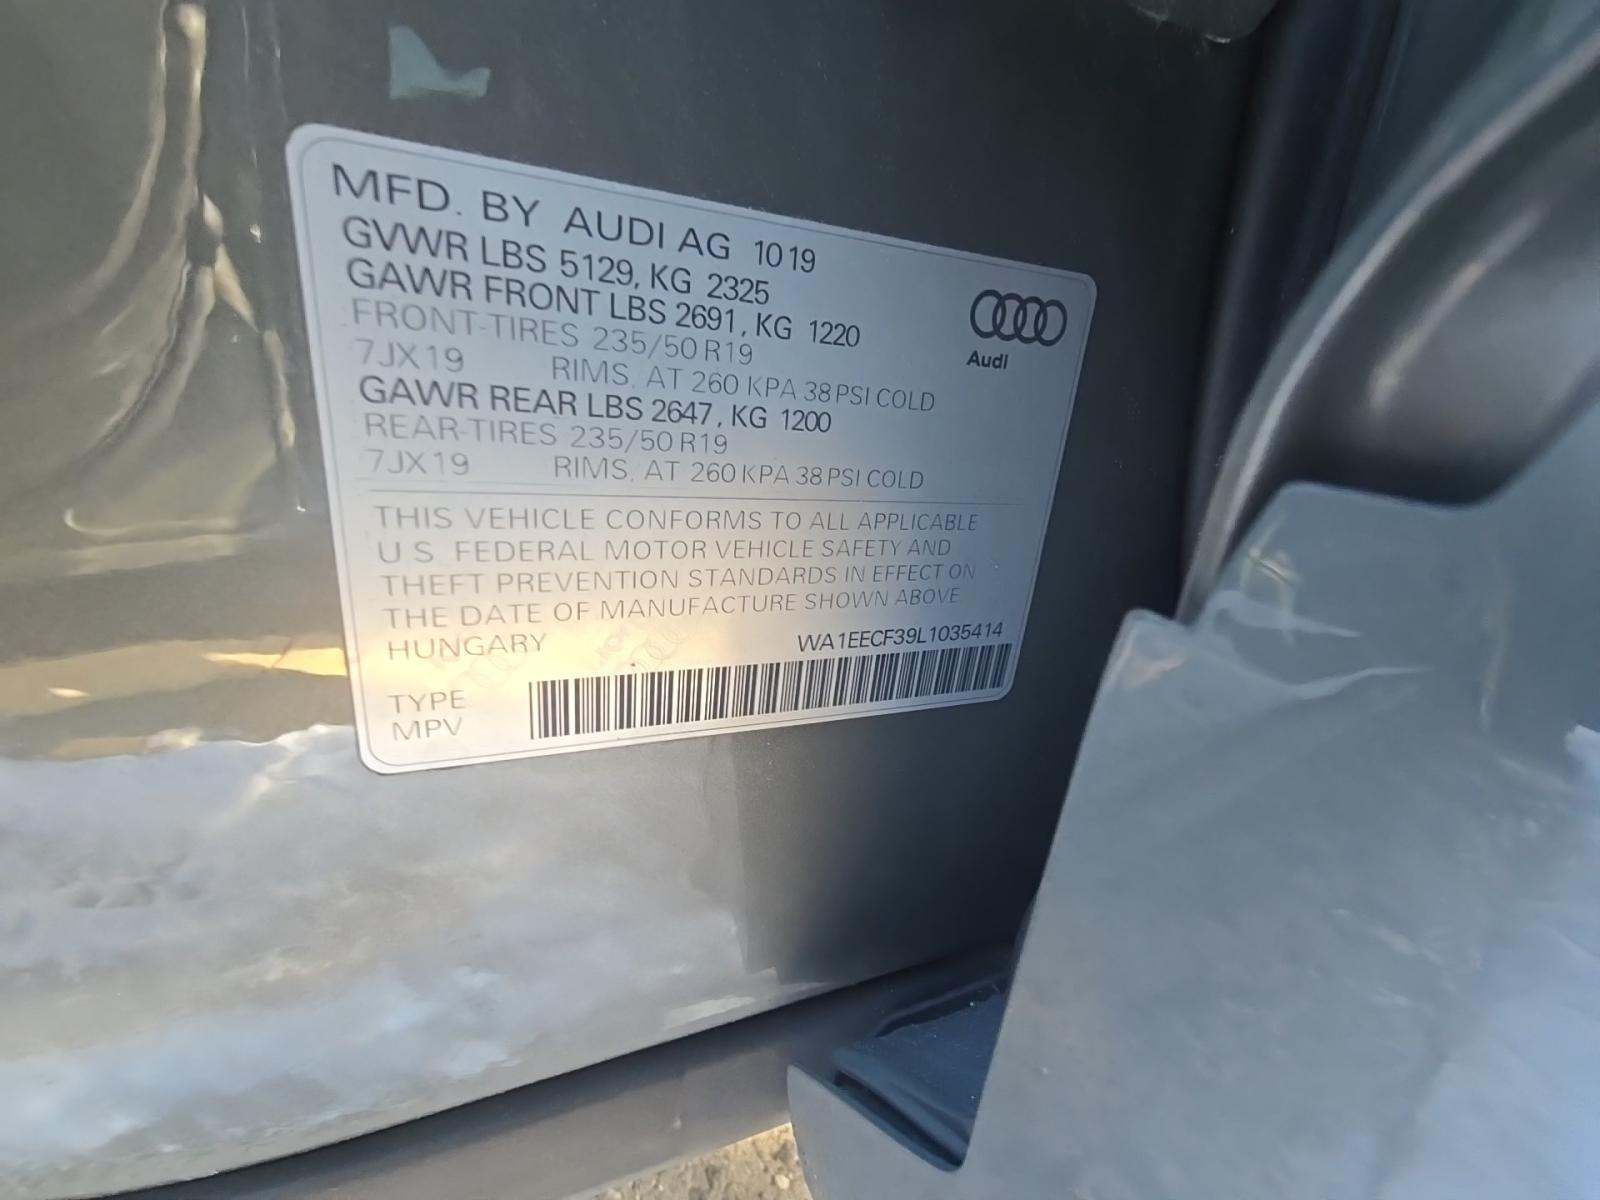 MFD. BY AUDI AG 1019
GVWR LBS 5129, KG 2325
GAWR FRONT LBS 2691, KG 1220
FRONT-TIRES 235/50 R19
7JX19 RIMS, AT 260 KPA 38 PSI COLD
GAWR REAR LBS 2647, KG 1200
REAR-TIRES 235/50 R19
7JX19 RIMS, AT 260 KPA 38 PSI COLD
Audi
THIS VEHICLE CONFORMS TO ALL APPLICABLE
U.S. FEDERAL MOTOR VEHICLE SAFETY AND
THEFT PREVENTION STANDARDS IN EFFECT ON
THE DATE OF MANUFACTURE SHOWN ABOVE.
HUNGARY WA1EECF39L1035414
TYPE
MPV